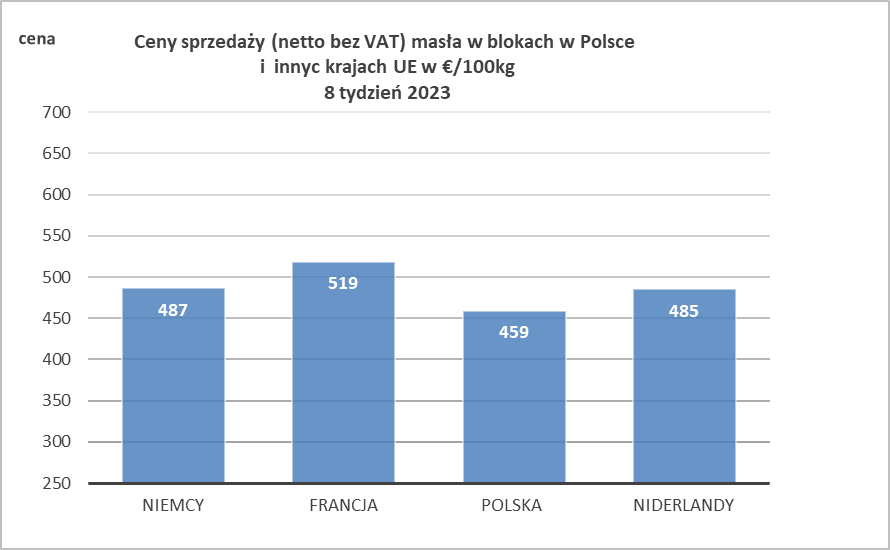 cena
Ceny sprzedaży (netto bez VAT) masła w blokach w Polsce
i innyc krajach UE w €/100kg
8 tydzień 2023
700
650
600
550
500
450
400
350
300
250
487
519
459
485
NIEMCY
FRANCJA
POLSKA
NIDERLANDY